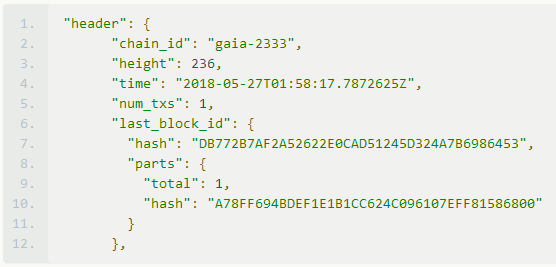 1. "header": {
2. "chain_id": "gaia-2333",
3. "height": 236,
4. "time": "2018-05-27T01:58:17.7872625Z",
5. "num_txs": 1,
6. "last_block_id": {
7. "hash": "DB772B7AF2A52622E0CAD51245D324A7B6986453",
8. "parts": {
9. "total": 1,
10. "hash": "A78FF694BDEF1E1B1CC624C096107EFF81586800"
11. }
12. },